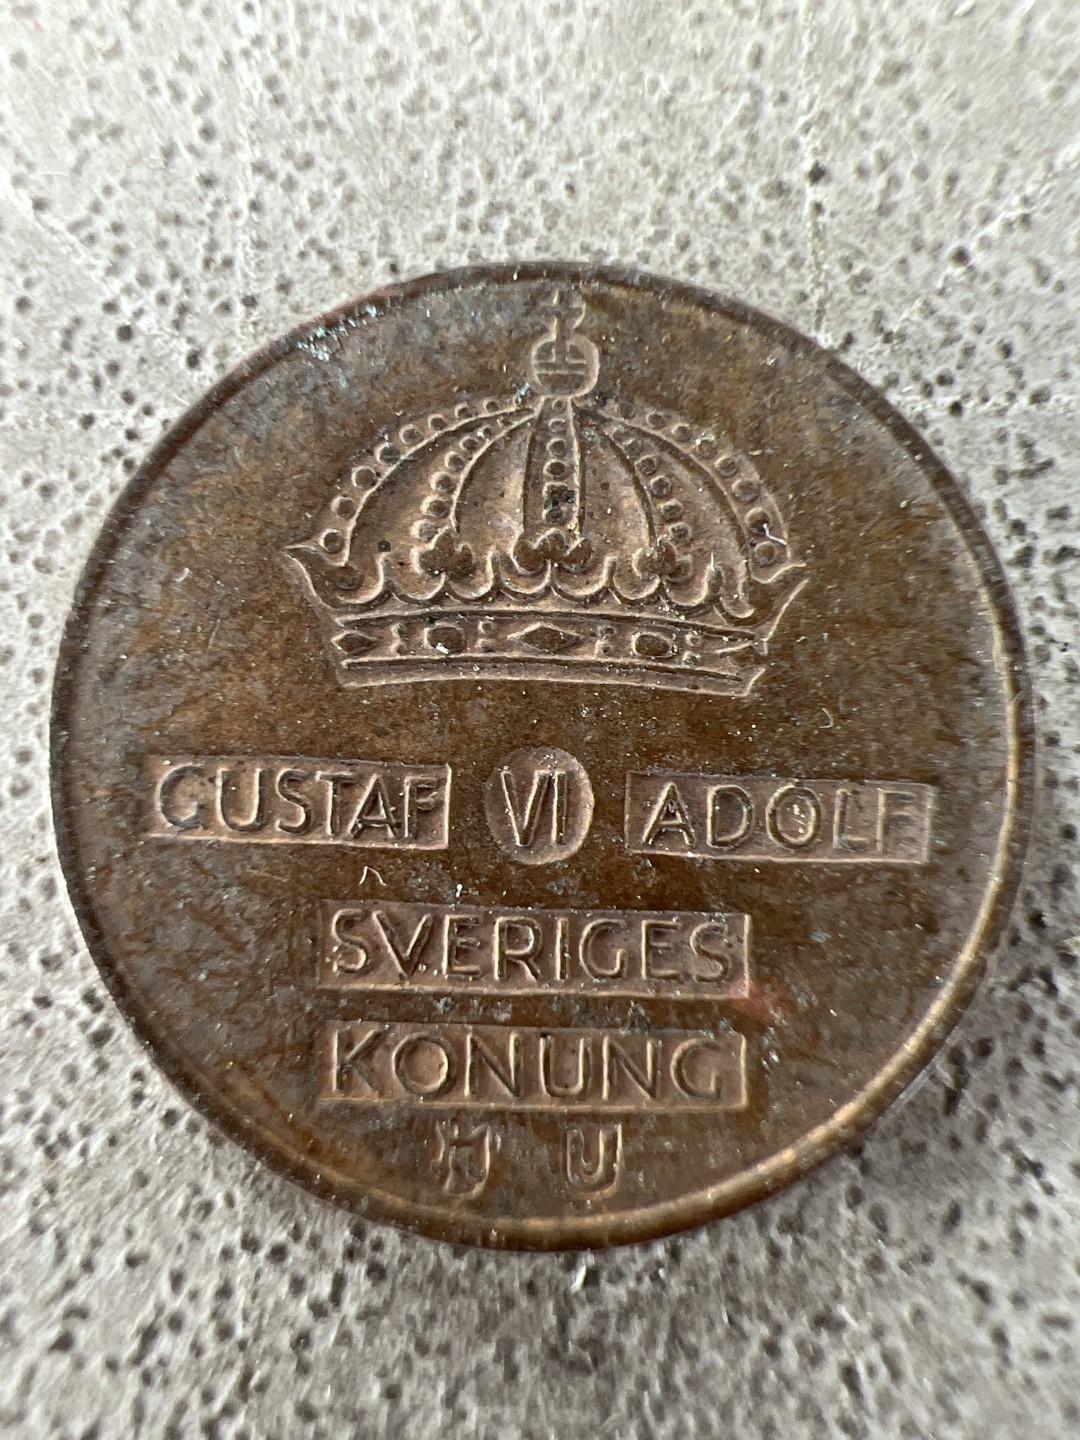 GUSTAF VI ADOLF
SVERIGES
KONUNG
U